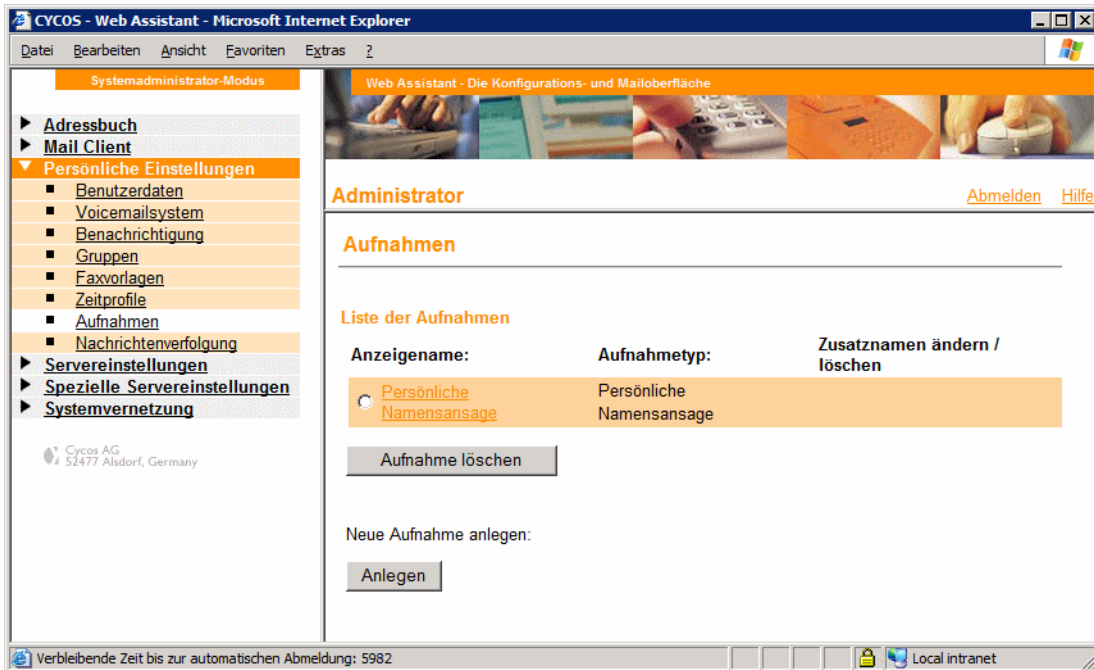 CYCOS - Web Assistant - Microsoft Internet Explorer
Datei Bearbeiten Ansicht Favoriten Extras ?
Systemadministrator-Modus
Adressbuch
Mail Client
Persönliche Einstellungen
Benutzerdaten
Voicemailsystem
Benachrichtigung
Gruppen
Faxvorlagen
Zeitprofile
Aufnahmen
Nachrichtenverfolgung
Servereinstellungen
Spezielle Servereinstellungen
Systemvernetzung
Cycos AG
52477 Alsdorf, Germany
Web Assistant - Die Konfigurations- und Mailoberfläche
Administrator Abmelden Hilfe
Aufnahmen
Liste der Aufnahmen
Anzeigename: Aufnahmetyp: Zusatznamen ändern /
löschen
Persönliche Persönliche
Namensansage Namensansage
Aufnahme löschen
Neue Aufnahme anlegen:
Anlegen
Verbleibende Zeit bis zur automatischen Abmeldung: 5982 Local intranet